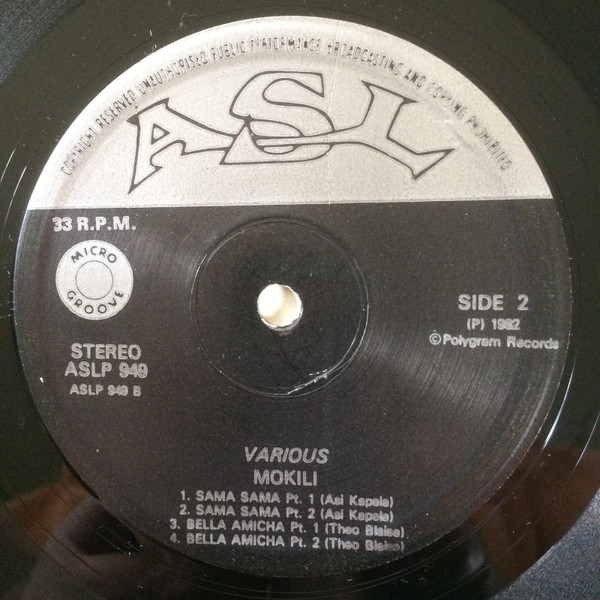 COPYRIGHT RESERVED UNAUTHORISED PUBLIC PERFORMANCE BROADCASTING AND COPYING PROHIBITED
ASL
33 R.P.M.
MICRO GROOVE
SIDE 2
(P) 1982
©Polygram Records
STEREO
ASLP 949
ASLP 949 B
VARIOUS
MOKILI
1. SAMA SAMA Pt. 1 (Asi Kapela)
2. SAMA SAMA Pt. 2 (Asi Kapela)
3. BELLA AMICHA Pt. 1 (Theo Blaise)
4. BELLA AMICHA Pt. 2 (Theo Blaise)